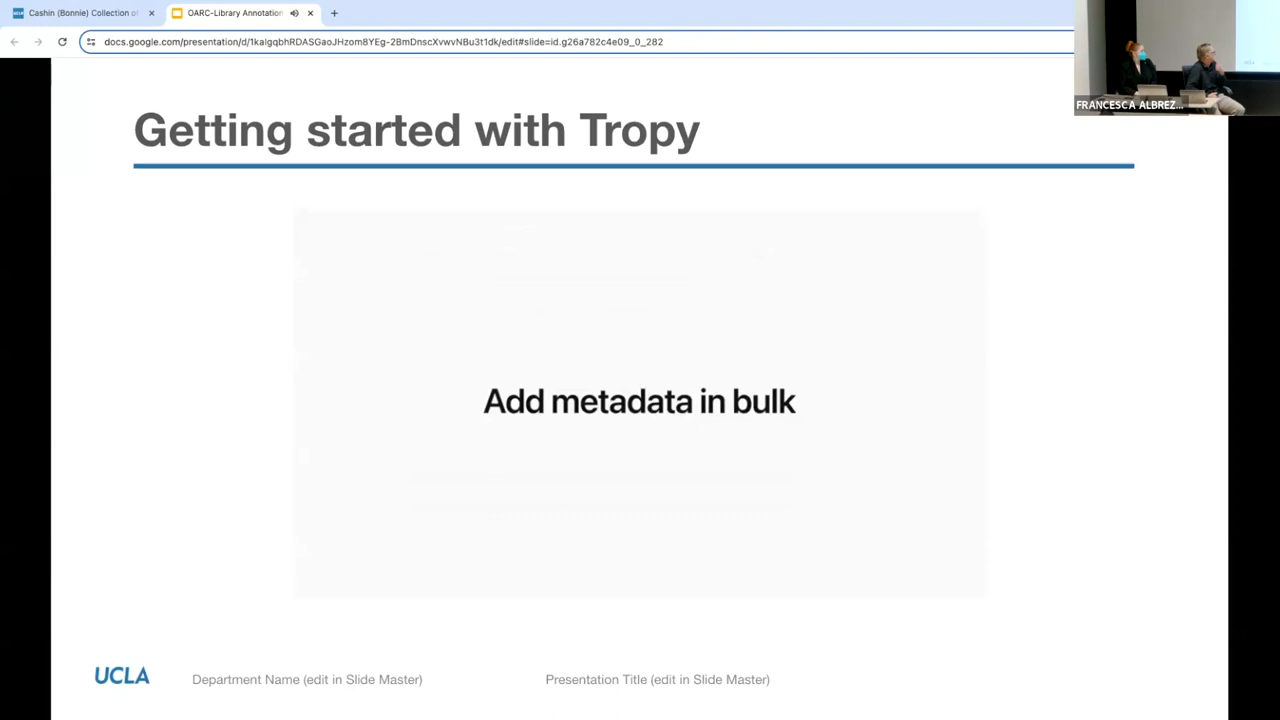 Cashin (Bonnie) Collection of
OARC-Library Annotation
docs.google.com/presentation/d/1kalgqbhRDASGaoJHzom8YEg-2BmDnscXvwvNBu3t1dk/edit#slide=id.g26a782c4e09_0_282
FRANCESCA ALBREZ...
Getting started with Tropy
Add metadata in bulk
UCLA
Department Name (edit in Slide Master)
Presentation Title (edit in Slide Master)